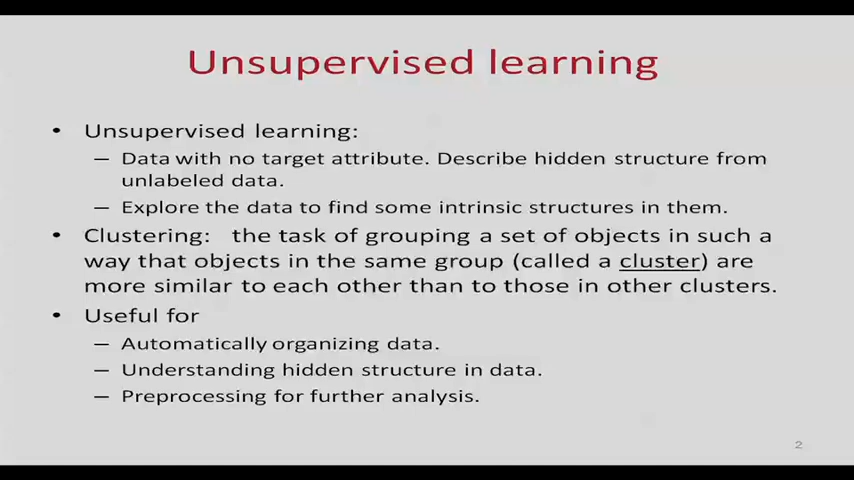 Unsupervised learning
• Unsupervised learning:
– Data with no target attribute. Describe hidden structure from
unlabeled data.
– Explore the data to find some intrinsic structures in them.
• Clustering: the task of grouping a set of objects in such a
way that objects in the same group (called a cluster) are
more similar to each other than to those in other clusters.
• Useful for
– Automatically organizing data.
– Understanding hidden structure in data.
– Preprocessing for further analysis.
2